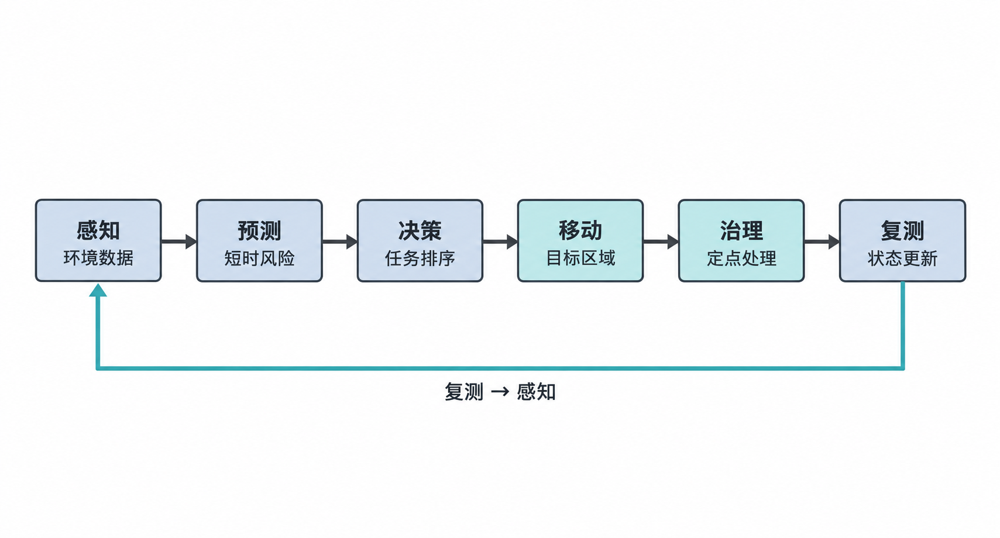 感知
环境数据
预测
短时风险
决策
任务排序
移动
目标区域
治理
定点处理
复测
状态更新
复测 → 感知